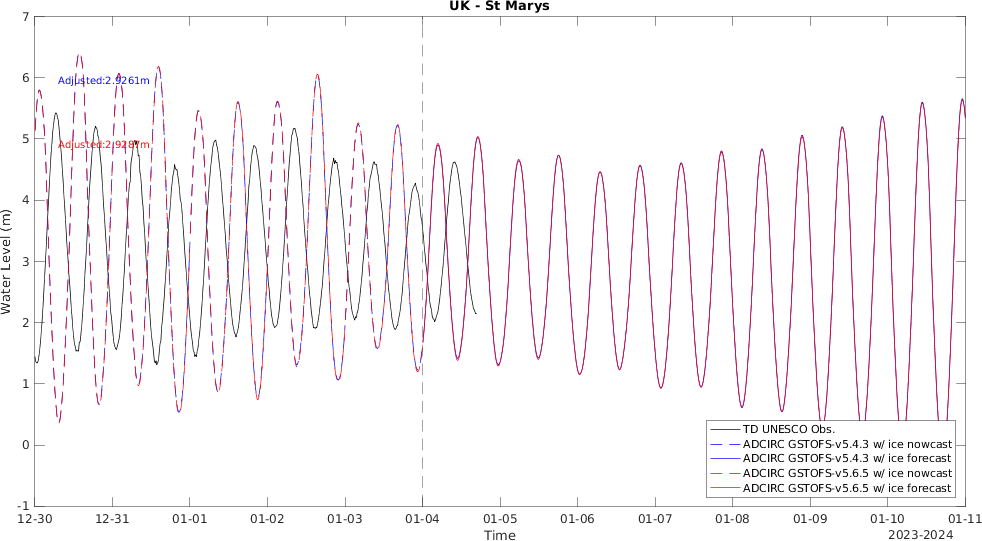 UK - St Marys
7
6
5
4
3
2
1
0
-1
Water Level (m)
Adjusted:2.9261m
Adjusted:2.9287m
TD UNESCO Obs.
ADCIRC GSTOFS-v5.4.3 w/ ice nowcast
ADCIRC GSTOFS-v5.4.3 w/ ice forecast
ADCIRC GSTOFS-v5.6.5 w/ ice nowcast
ADCIRC GSTOFS-v5.6.5 w/ ice forecast
12-30 12-31 01-01 01-02 01-03 01-04 01-05 01-06 01-07 01-08 01-09 01-10 01-11
Time
2023-2024